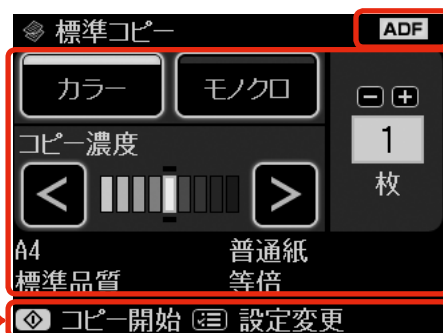 標準コピー ADF
カラー モノクロ
コピー濃度
1
枚
A4 普通紙
標準品質 等倍
コピー開始 設定変更